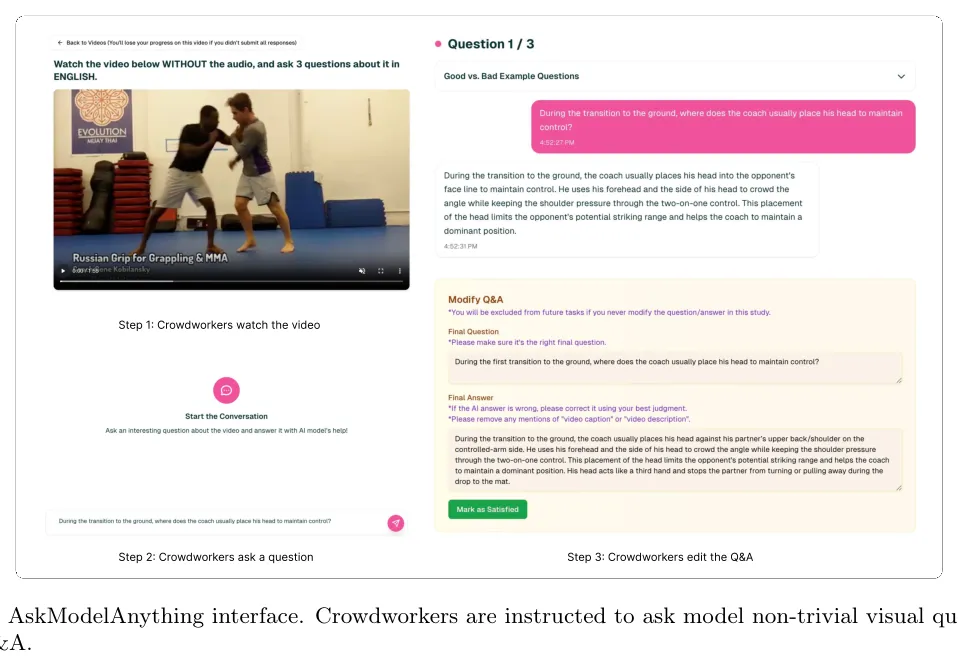 ← Back to Videos (You'll lose your progress on this video if you didn't submit all responses)
Watch the video below WITHOUT the audio, and ask 3 questions about it in
ENGLISH.
EVOLUTION
MUAY THAI
Russian Grip for Grappling & MMA
Kobilansky
Step 1: Crowdworkers watch the video
Start the Conversation
Ask an interesting question about the video and answer it with AI model's help!
During the transition to the ground, where does the coach usually place his head to maintain control?
Step 2: Crowdworkers ask a question
Question 1 / 3
Good vs. Bad Example Questions
During the transition to the ground, where does the coach usually place his head to maintain
control?
4:52:27 PM
During the transition to the ground, the coach usually places his head into the opponent's
face line to maintain control. He uses his forehead and the side of his head to crowd the
angle while keeping the shoulder pressure through the two-on-one control. This placement
of the head limits the opponent's potential striking range and helps the coach to maintain a
dominant position.
4:52:31 PM
Modify Q&A
*You will be excluded from future tasks if you never modify the question/answer in this study.
Final Question
*Please make sure it's the right final question.
During the first transition to the ground, where does the coach usually place his head to maintain control?
Final Answer
*If the AI answer is wrong, please correct it using your best judgment.
*Please remove any mentions of "video caption" or "video description".
During the transition to the ground, the coach usually places his head against his partner's upper back/shoulder on the
controlled-arm side. He uses his forehead and the side of his head to crowd the angle while keeping the shoulder pressure
through the two-on-one control. This placement of the head limits the opponent's potential striking range and helps the coach
to maintain a dominant position. His head acts like a third hand and stops the partner from turning or pulling away during the
drop to the mat.
Mark as Satisfied
Step 3: Crowdworkers edit the Q&A
AskModelAnything interface. Crowdworkers are instructed to ask model non-trivial visual qu
&A.